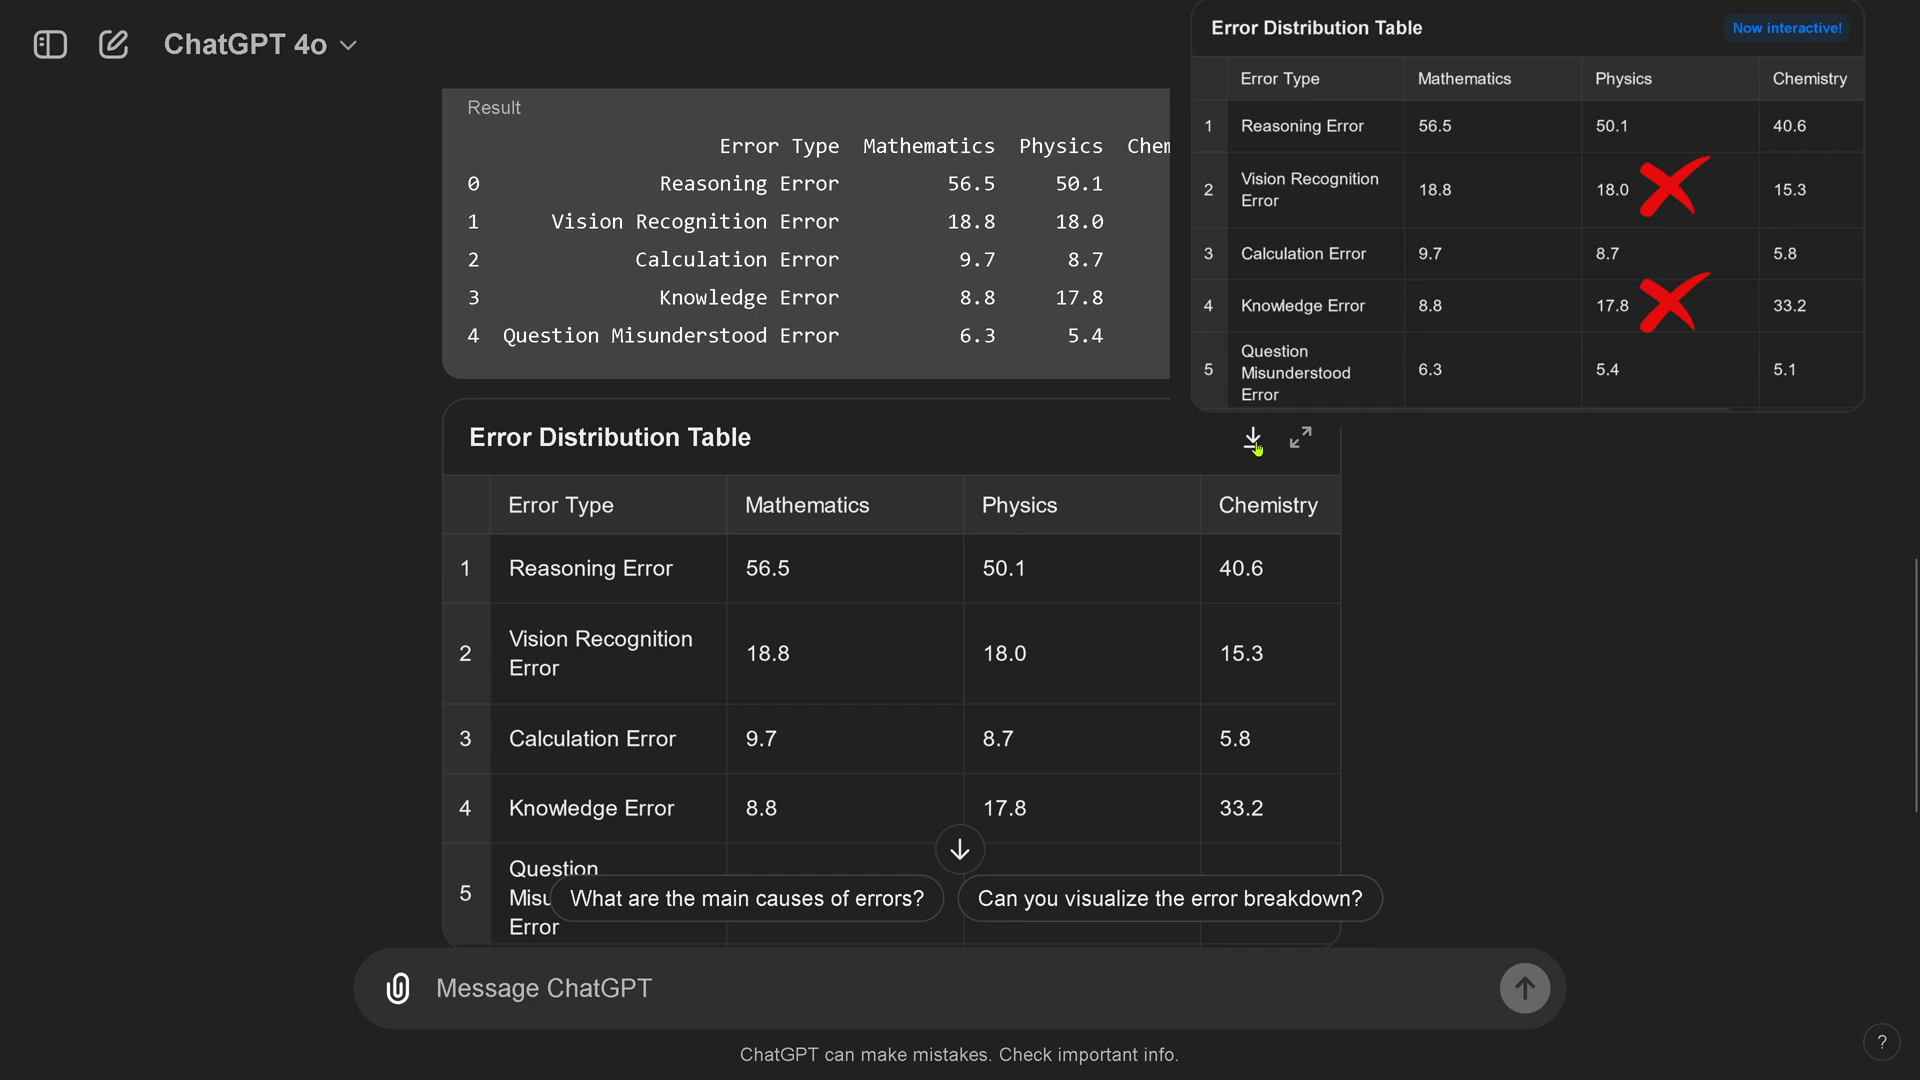 ChatGPT 4o
Result
Error Type Mathematics Physics Chem
0 Reasoning Error 56.5 50.1
1 Vision Recognition Error 18.8 18.0
2 Calculation Error 9.7 8.7
3 Knowledge Error 8.8 17.8
4 Question Misunderstood Error 6.3 5.4
Error Distribution Table Now interactive!
Error Type Mathematics Physics Chemistry
1 Reasoning Error 56.5 50.1 40.6
2 Vision Recognition
Error 18.8 18.0 15.3
3 Calculation Error 9.7 8.7 5.8
4 Knowledge Error 8.8 17.8 33.2
5 Question
Misunderstood
Error 6.3 5.4 5.1
Error Distribution Table
Error Type Mathematics Physics Chemistry
1 Reasoning Error 56.5 50.1 40.6
2 Vision Recognition
Error 18.8 18.0 15.3
3 Calculation Error 9.7 8.7 5.8
4 Knowledge Error 8.8 17.8 33.2
5 Question
Misu
Error
What are the main causes of errors? Can you visualize the error breakdown?
Message ChatGPT
ChatGPT can make mistakes. Check important info.
?